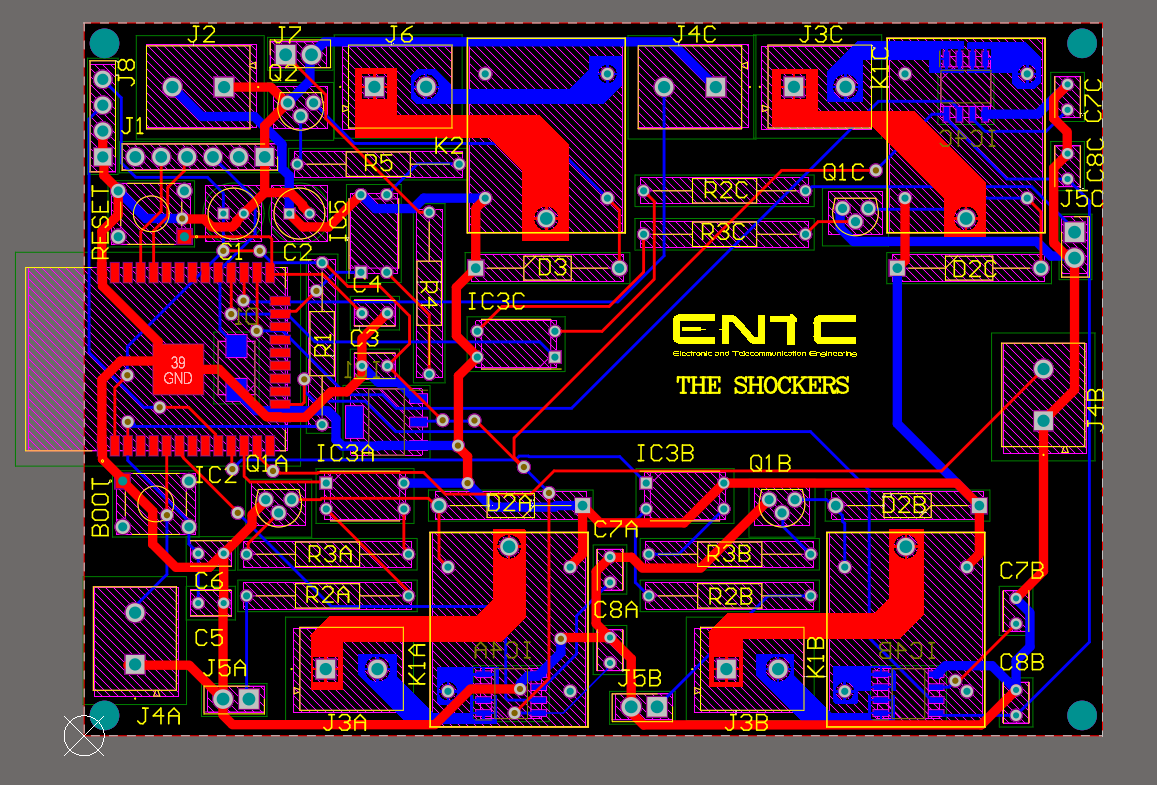 J2
J7
J6
J4C
J3C
K1C
J8
Q2
C7C
J1
K2
IC4C
R5
C8C
Q1C
R2C
J5C
RESET
IC5
R3C
C1
C2
D3
D2C
C4
R4
IC3C
R1
C3
39
GND
EN1C
Electronic and Telecommunication Engineering
THE SHOCKERS
J4B
IC3A
IC3B
Q1A
Q1B
IC2
BOOT
D2A
D2B
C7A
R3A
R3B
C7B
C6
R2A
R2B
C8A
C5
J5A
K1A
IC4A
J5B
K1B
IC4B
C8B
J4A
J3A
J3B